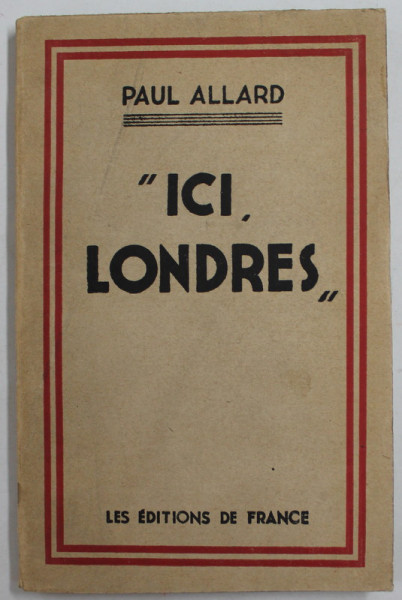 PAUL ALLARD
"ICI,
LONDRES"
LES ÉDITIONS DE FRANCE